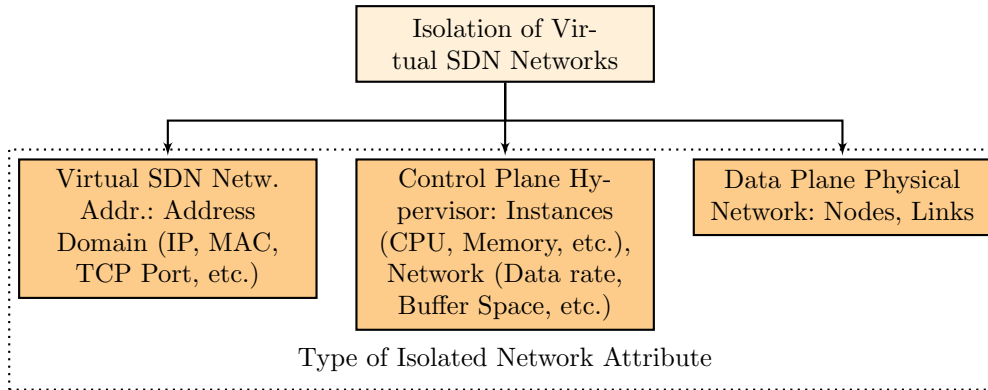 Isolation of Vir-
tual SDN Networks
Virtual SDN Netw.
Addr.: Address
Domain (IP, MAC,
TCP Port, etc.)
Control Plane Hy-
pervisor: Instances
(CPU, Memory, etc.),
Network (Data rate,
Buffer Space, etc.)
Data Plane Physical
Network: Nodes, Links
Type of Isolated Network Attribute